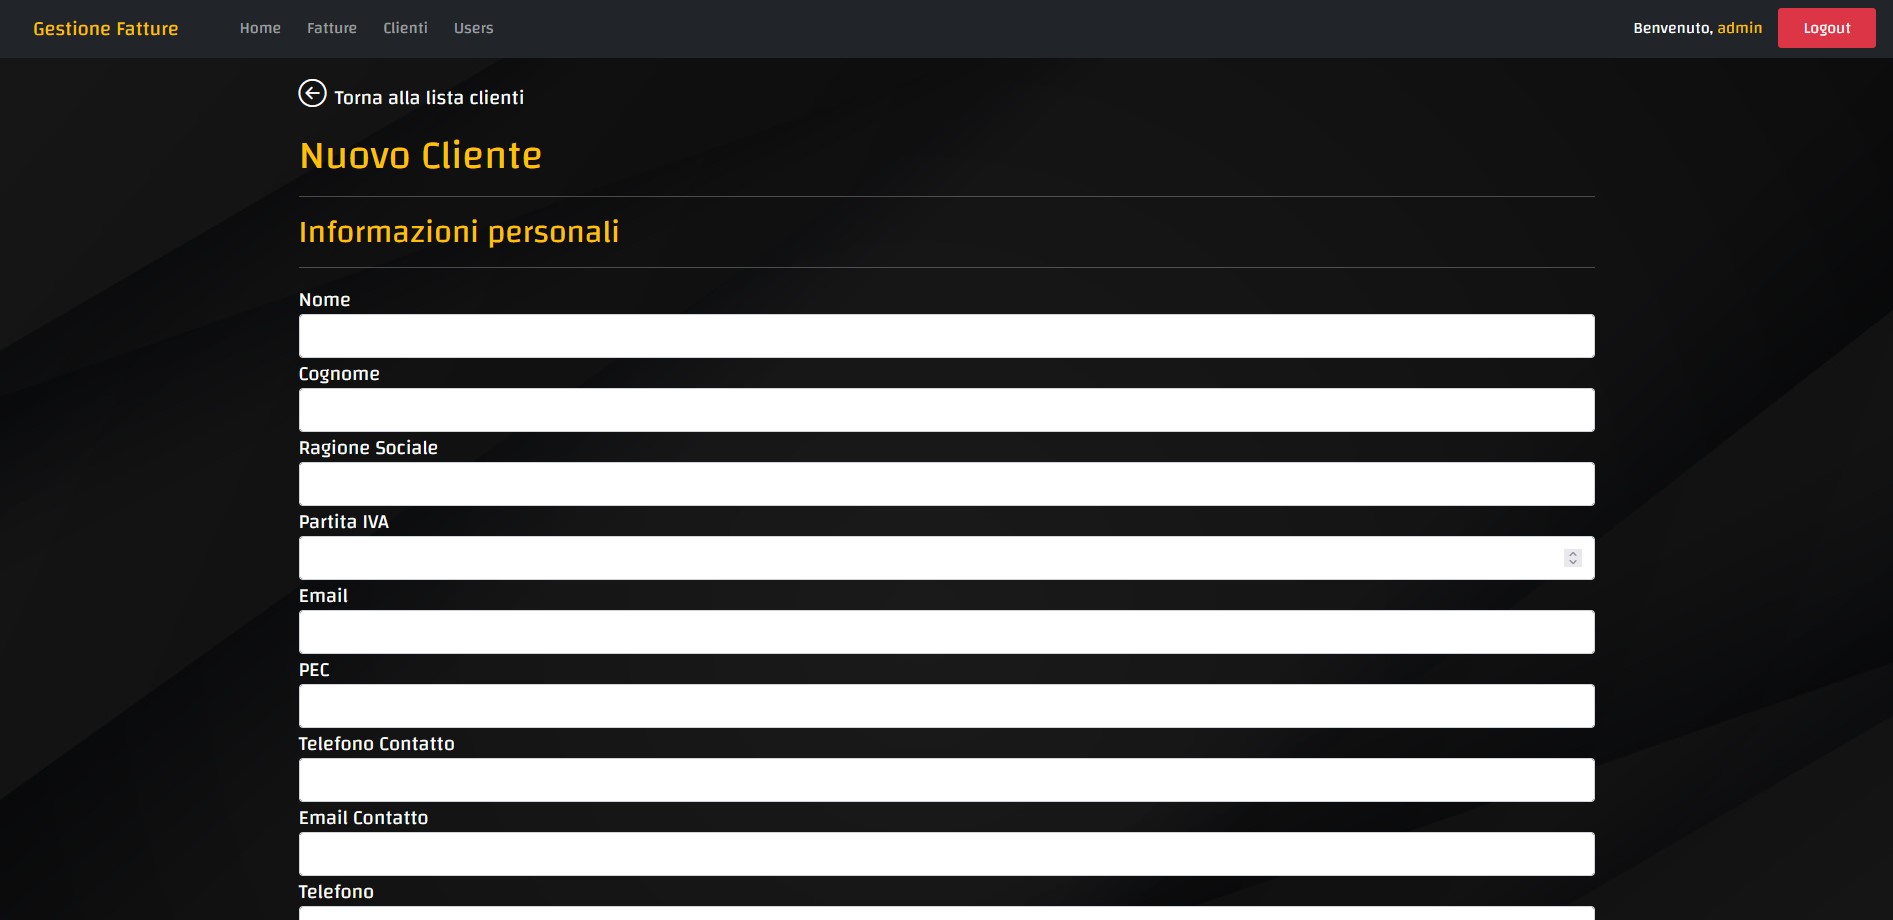 Gestione Fatture Home Fatture Clienti Users Benvenuto, admin Logout
Torna alla lista clienti
Nuovo Cliente
Informazioni personali
Nome
Cognome
Ragione Sociale
Partita IVA
Email
PEC
Telefono Contatto
Email Contatto
Telefono